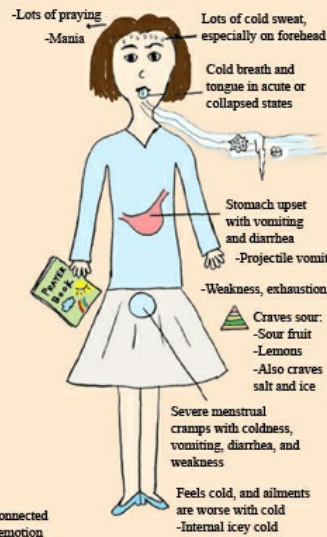 -Lots of praying
-Mania
Lots of cold sweat,
especially on forehead
Cold breath and
tongue in acute or
collapsed states
Stomach upset
with vomiting
and diarrhea
-Projectile vomit
PRAYER
BOOK
-Weakness, exhaustion
Craves sour:
-Sour fruit
-Lemons
-Also craves
salt and ice
Severe menstrual
cramps with coldness,
vomiting, diarrhea, and
weakness
Feels cold, and ailments
are worse with cold
-Internal icey cold
onnected
emotion